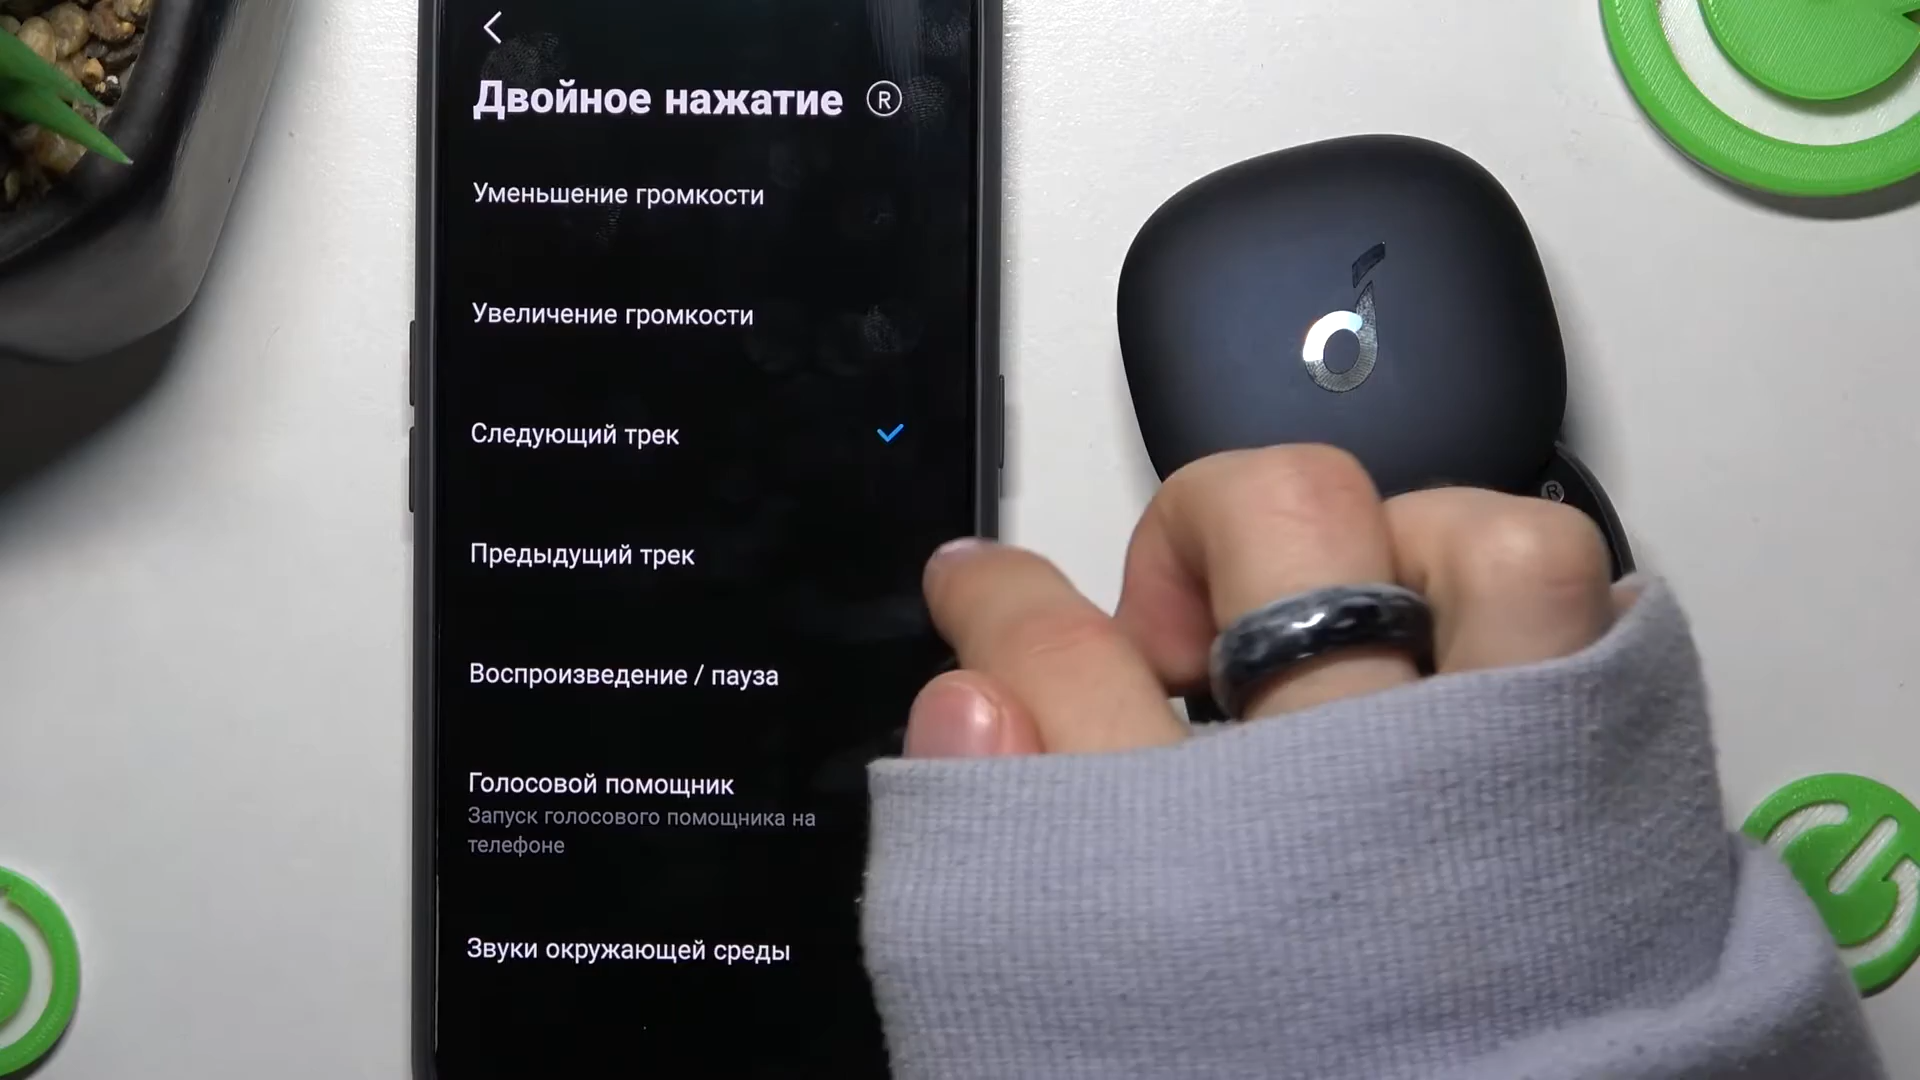 Двойное нажатие Ⓡ
Уменьшение громкости
Увеличение громкости
Следующий трек
Предыдущий трек
Воспроизведение / пауза
Голосовой помощник
Запуск голосового помощника на
телефоне
Звуки окружающей среды
R